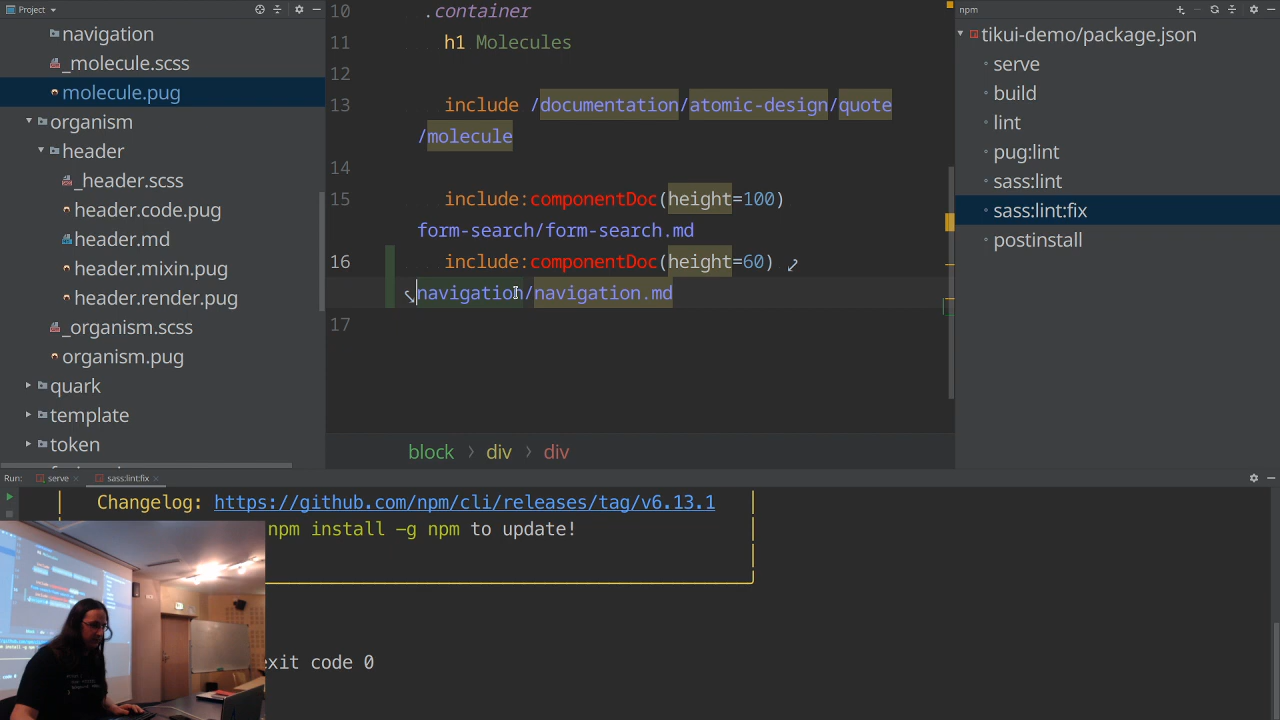 Project
navigation
_molecule.scss
molecule.pug
organism
header
_header.scss
header.code.pug
header.md
header.mixin.pug
header.render.pug
_organism.scss
organism.pug
quark
template
token
10 .container
11 h1 Molecules
12
13 include /documentation/atomic-design/quote
/molecule
14
15 include:componentDoc(height=100)
form-search/form-search.md
16 include:componentDoc(height=60)
navigation/navigation.md
17
block > div > div
npm
tikui-demo/package.json
serve
build
lint
pug:lint
sass:lint
sass:lint:fix
postinstall
Run: serve × sass:lint:fix ×
Changelog: https://github.com/npm/cli/releases/tag/v6.13.1
npm install -g npm to update!
exit code 0